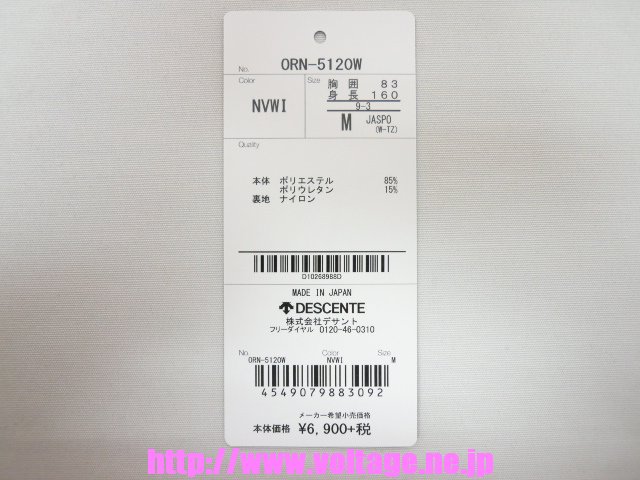 No. ORN-5120W
Color NVWI
Size 胸囲 83
身長 160
9-3
M JASPO
(W-TZ)
Quality
本体 ポリエステル 85%
ポリウレタン 15%
裏地 ナイロン
D10268988D
MADE IN JAPAN
DESCENTE
株式会社デサント
フリーダイヤル 0120-46-0310
No. Color Size
ORN-5120W NVWI M
4549079883092
メーカー希望小売価格
本体価格 ¥6,900+税
http://www.voltage.ne.jp